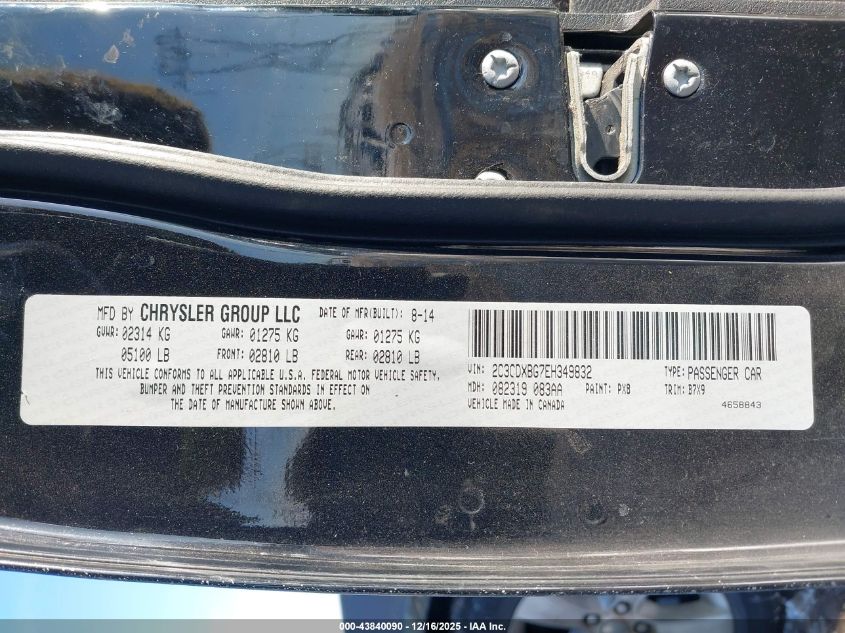 MFD BY CHRYSLER GROUP LLC DATE OF MFR(BUILT): 8-14
GVWR: 02314 KG GAWR: 01275 KG GAWR: 01275 KG
05100 LB FRONT: 02810 LB REAR: 02810 LB
THIS VEHICLE CONFORMS TO ALL APPLICABLE U.S.A. FEDERAL MOTOR VEHICLE SAFETY,
BUMPER AND THEFT PREVENTION STANDARDS IN EFFECT ON
THE DATE OF MANUFACTURE SHOWN ABOVE.
VIN: 2C3CDXBG7EH349832 TYPE: PASSENGER CAR
MDH: 082319 083AA PAINT: PX8 TRIM: B7X9
VEHICLE MADE IN CANADA 4658843
000-43840090 - 12/16/2025 - IAA Inc.